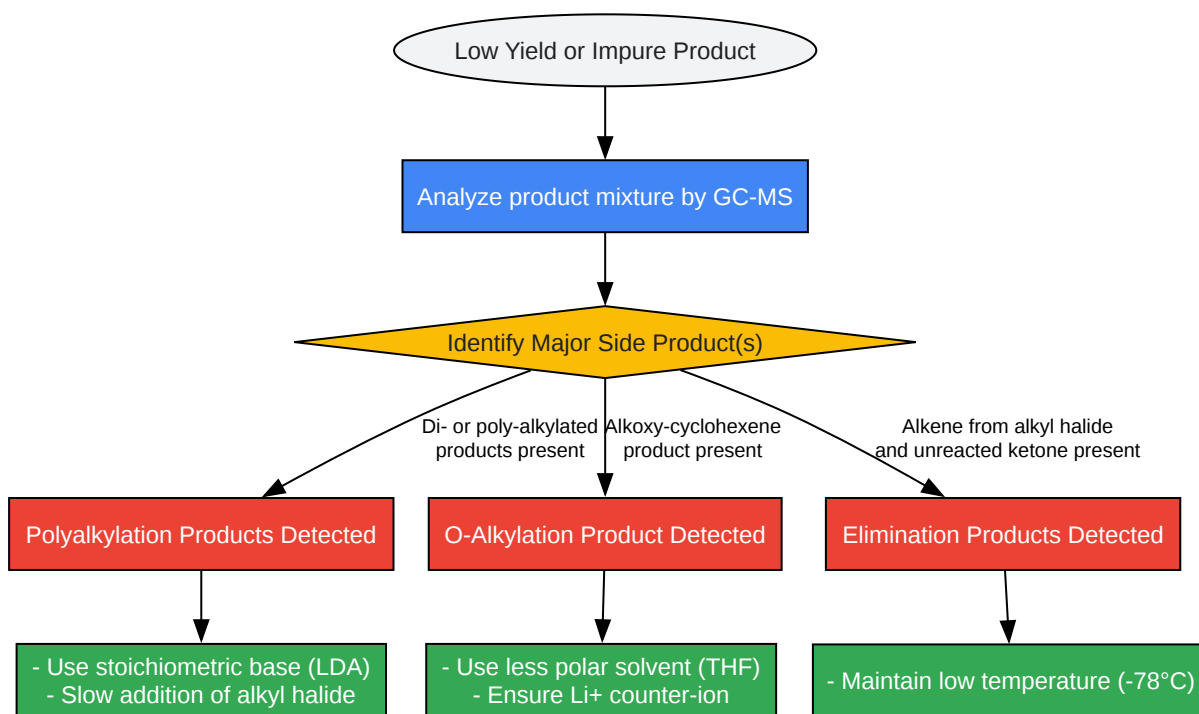 Low Yield or Impure Product
Analyze product mixture by GC-MS
Identify Major Side Product(s)
Di- or poly-alkylated
products present
Alkoxy-cyclohexene
product present
Alkene from alkyl halide
and unreacted ketone present
Polyalkylation Products Detected
O-Alkylation Product Detected
Elimination Products Detected
- Use stoichiometric base (LDA)
- Slow addition of alkyl halide
- Use less polar solvent (THF)
- Ensure Li+ counter-ion
- Maintain low temperature (-78°C)